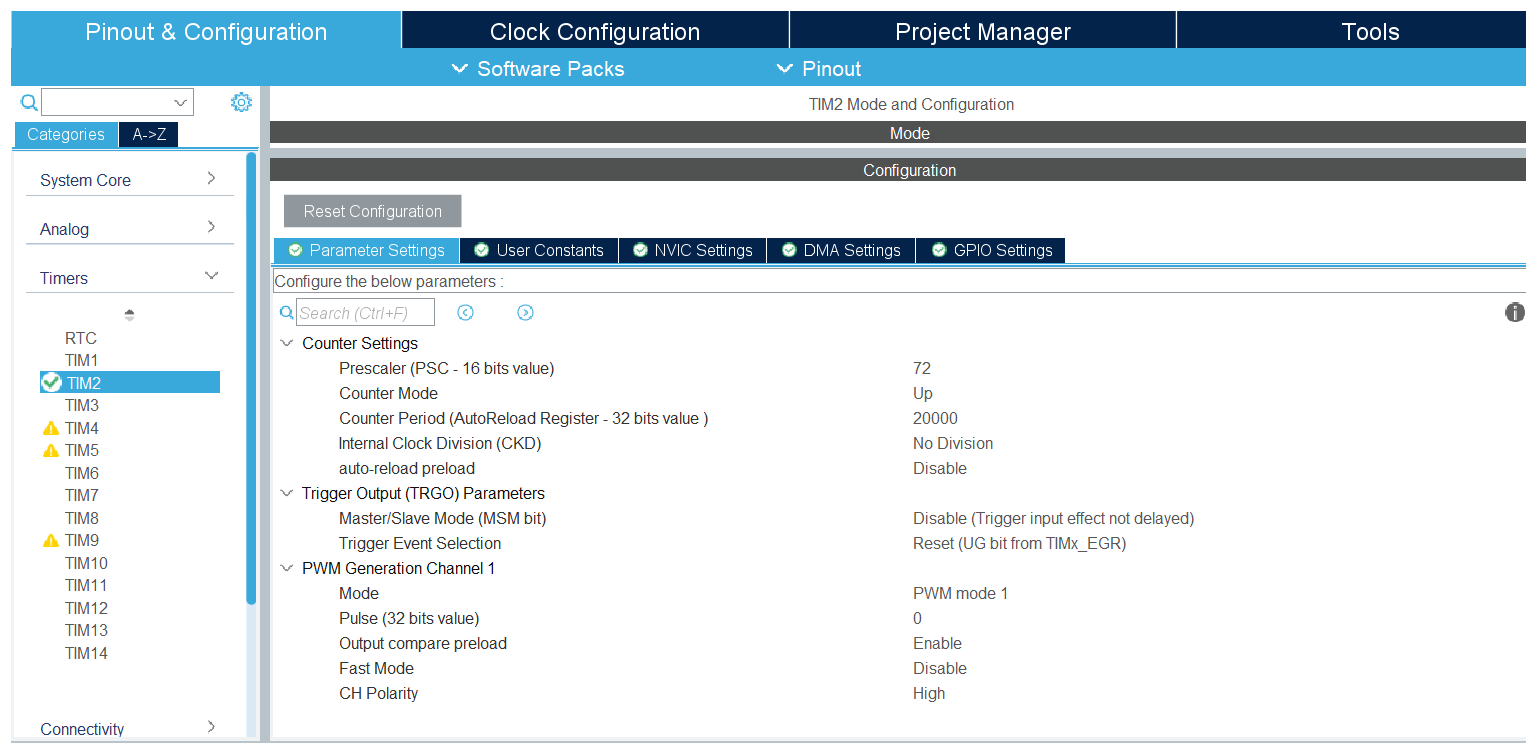 Pinout & Configuration
Clock Configuration
Project Manager
Tools
Software Packs
Pinout
Categories
A->Z
System Core
Analog
Timers
RTC
TIM1
TIM2
TIM3
TIM4
TIM5
TIM6
TIM7
TIM8
TIM9
TIM10
TIM11
TIM12
TIM13
TIM14
Connectivity
TIM2 Mode and Configuration
Mode
Configuration
Reset Configuration
Parameter Settings
User Constants
NVIC Settings
DMA Settings
GPIO Settings
Configure the below parameters :
Search (Ctrl+F)
Counter Settings
Prescaler (PSC - 16 bits value) 72
Counter Mode Up
Counter Period (AutoReload Register - 32 bits value ) 20000
Internal Clock Division (CKD) No Division
auto-reload preload Disable
Trigger Output (TRGO) Parameters
Master/Slave Mode (MSM bit) Disable (Trigger input effect not delayed)
Trigger Event Selection Reset (UG bit from TIMx_EGR)
PWM Generation Channel 1
Mode PWM mode 1
Pulse (32 bits value) 0
Output compare preload Enable
Fast Mode Disable
CH Polarity High